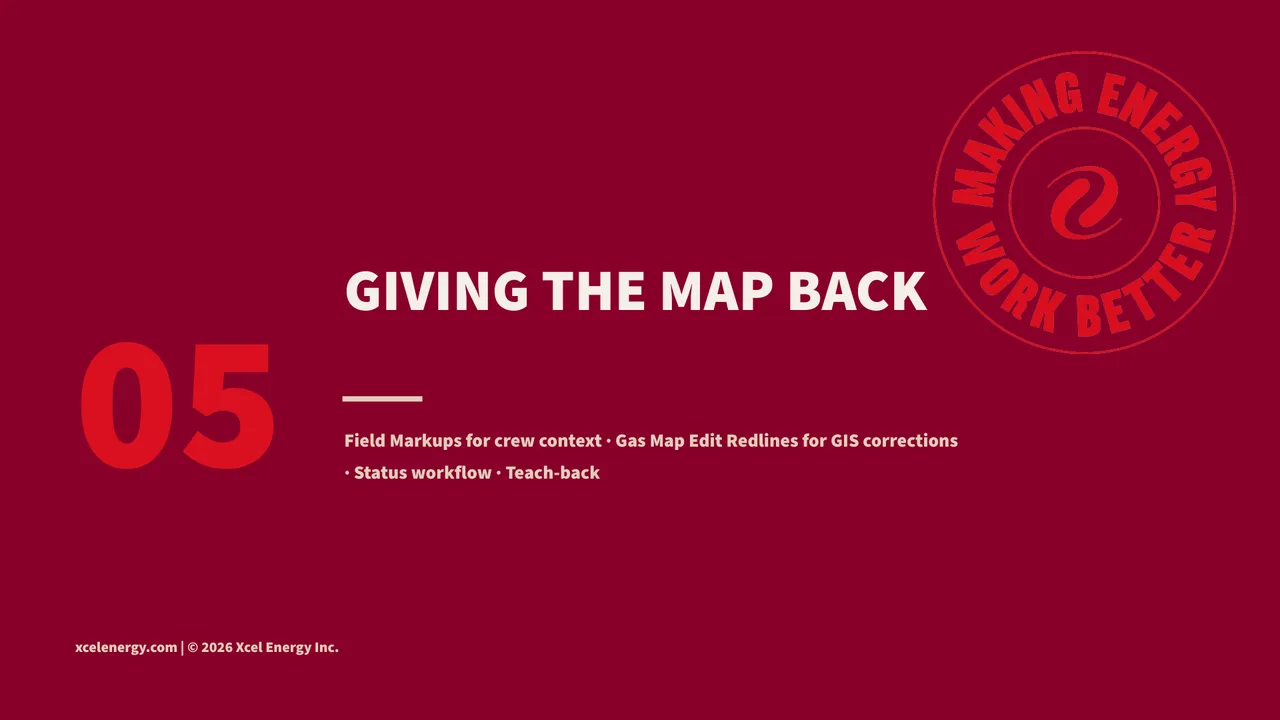 MAKING ENERGY
WORK BETTER
GIVING THE MAP BACK
05
Field Markups for crew context · Gas Map Edit Redlines for GIS corrections
· Status workflow · Teach-back
xcelenergy.com | © 2026 Xcel Energy Inc.